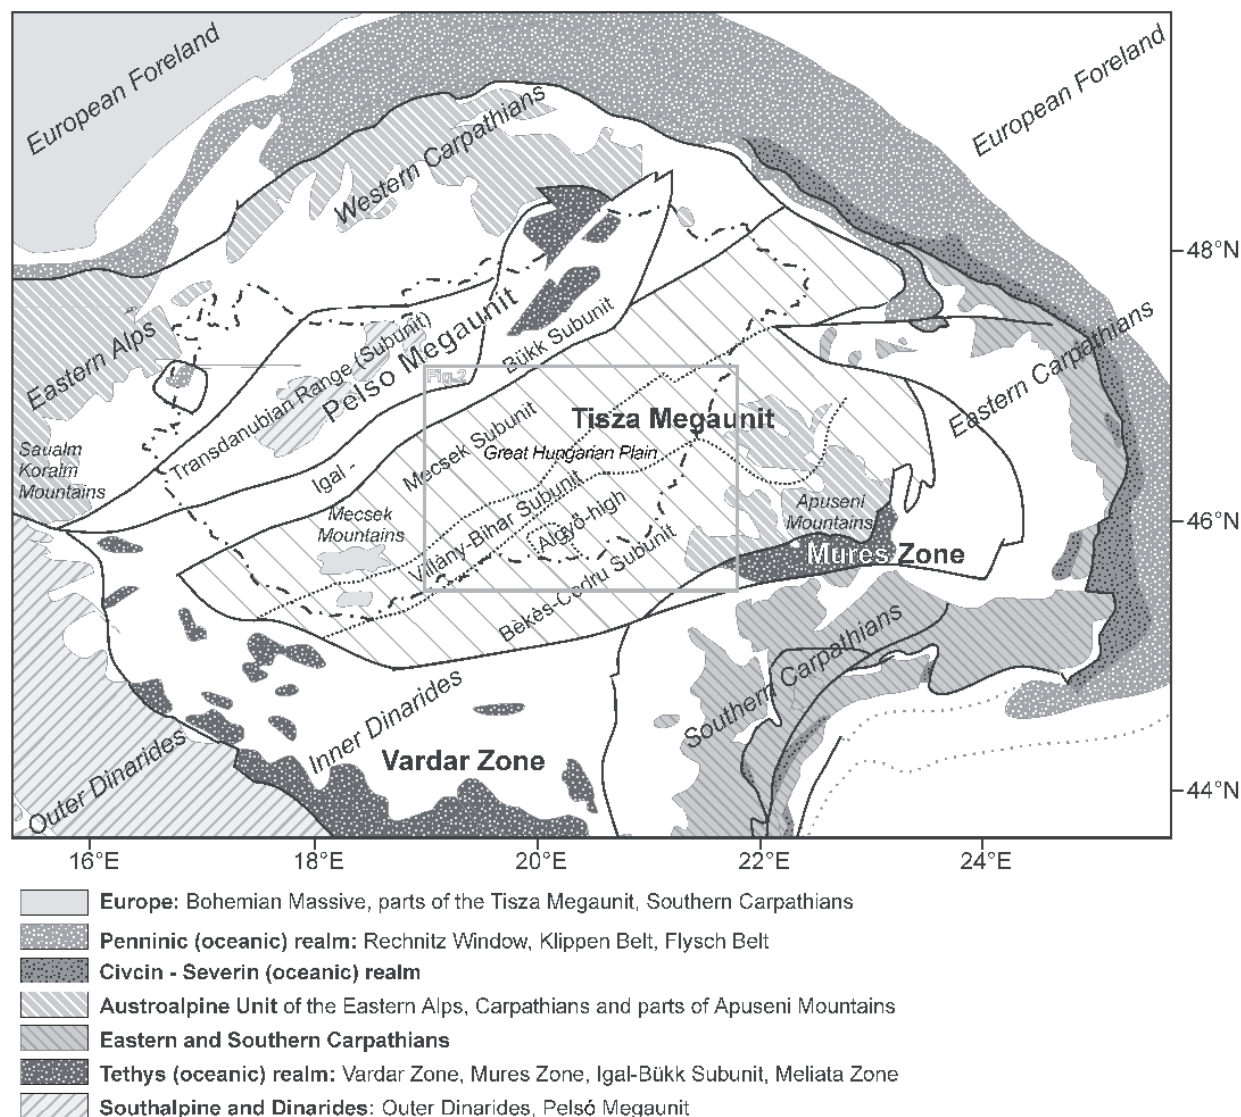 European Foreland
European Foreland
Western Carpathians
48°N
Eastern Alps
Transdanubian Range (Subunit)
Pelso Megaunit
Bükk Subunit
Igal -
Eastern Carpathians
Fig.2
Tisza Megaunit
Great Hungarian Plain
Mecsek Subunit
Saualm
Koralm
Mountains
Mecsek
Mountains
Villány-Bihar Subunit
Algyő-high
Békès-Codru Subunit
Apuseni
Mountains
46°N
Mures Zone
Southern Carpathians
Inner Dinarides
Vardar Zone
Outer Dinarides
44°N
16°E 18°E 20°E 22°E 24°E
Europe: Bohemian Massive, parts of the Tisza Megaunit, Southern Carpathians
Penninic (oceanic) realm: Rechnitz Window, Klippen Belt, Flysch Belt
Civcin - Severin (oceanic) realm
Austroalpine Unit of the Eastern Alps, Carpathians and parts of Apuseni Mountains
Eastern and Southern Carpathians
Tethys (oceanic) realm: Vardar Zone, Mures Zone, Igal-Bükk Subunit, Meliata Zone
Southalpine and Dinarides: Outer Dinarides, Pelsó Megaunit